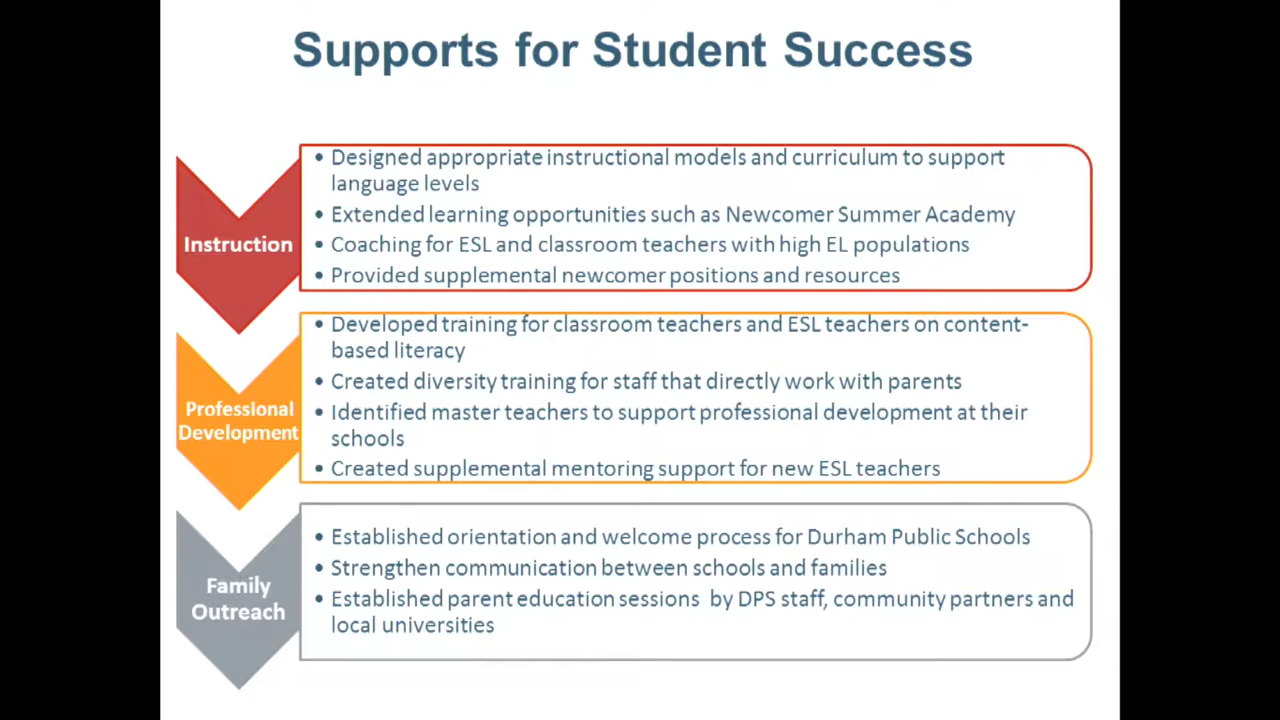 Supports for Student Success
Instruction
• Designed appropriate instructional models and curriculum to support
language levels
• Extended learning opportunities such as Newcomer Summer Academy
• Coaching for ESL and classroom teachers with high EL populations
• Provided supplemental newcomer positions and resources
Professional
Development
• Developed training for classroom teachers and ESL teachers on content-
based literacy
• Created diversity training for staff that directly work with parents
• Identified master teachers to support professional development at their
schools
• Created supplemental mentoring support for new ESL teachers
Family
Outreach
• Established orientation and welcome process for Durham Public Schools
• Strengthen communication between schools and families
• Established parent education sessions  by DPS staff, community partners and
local universities